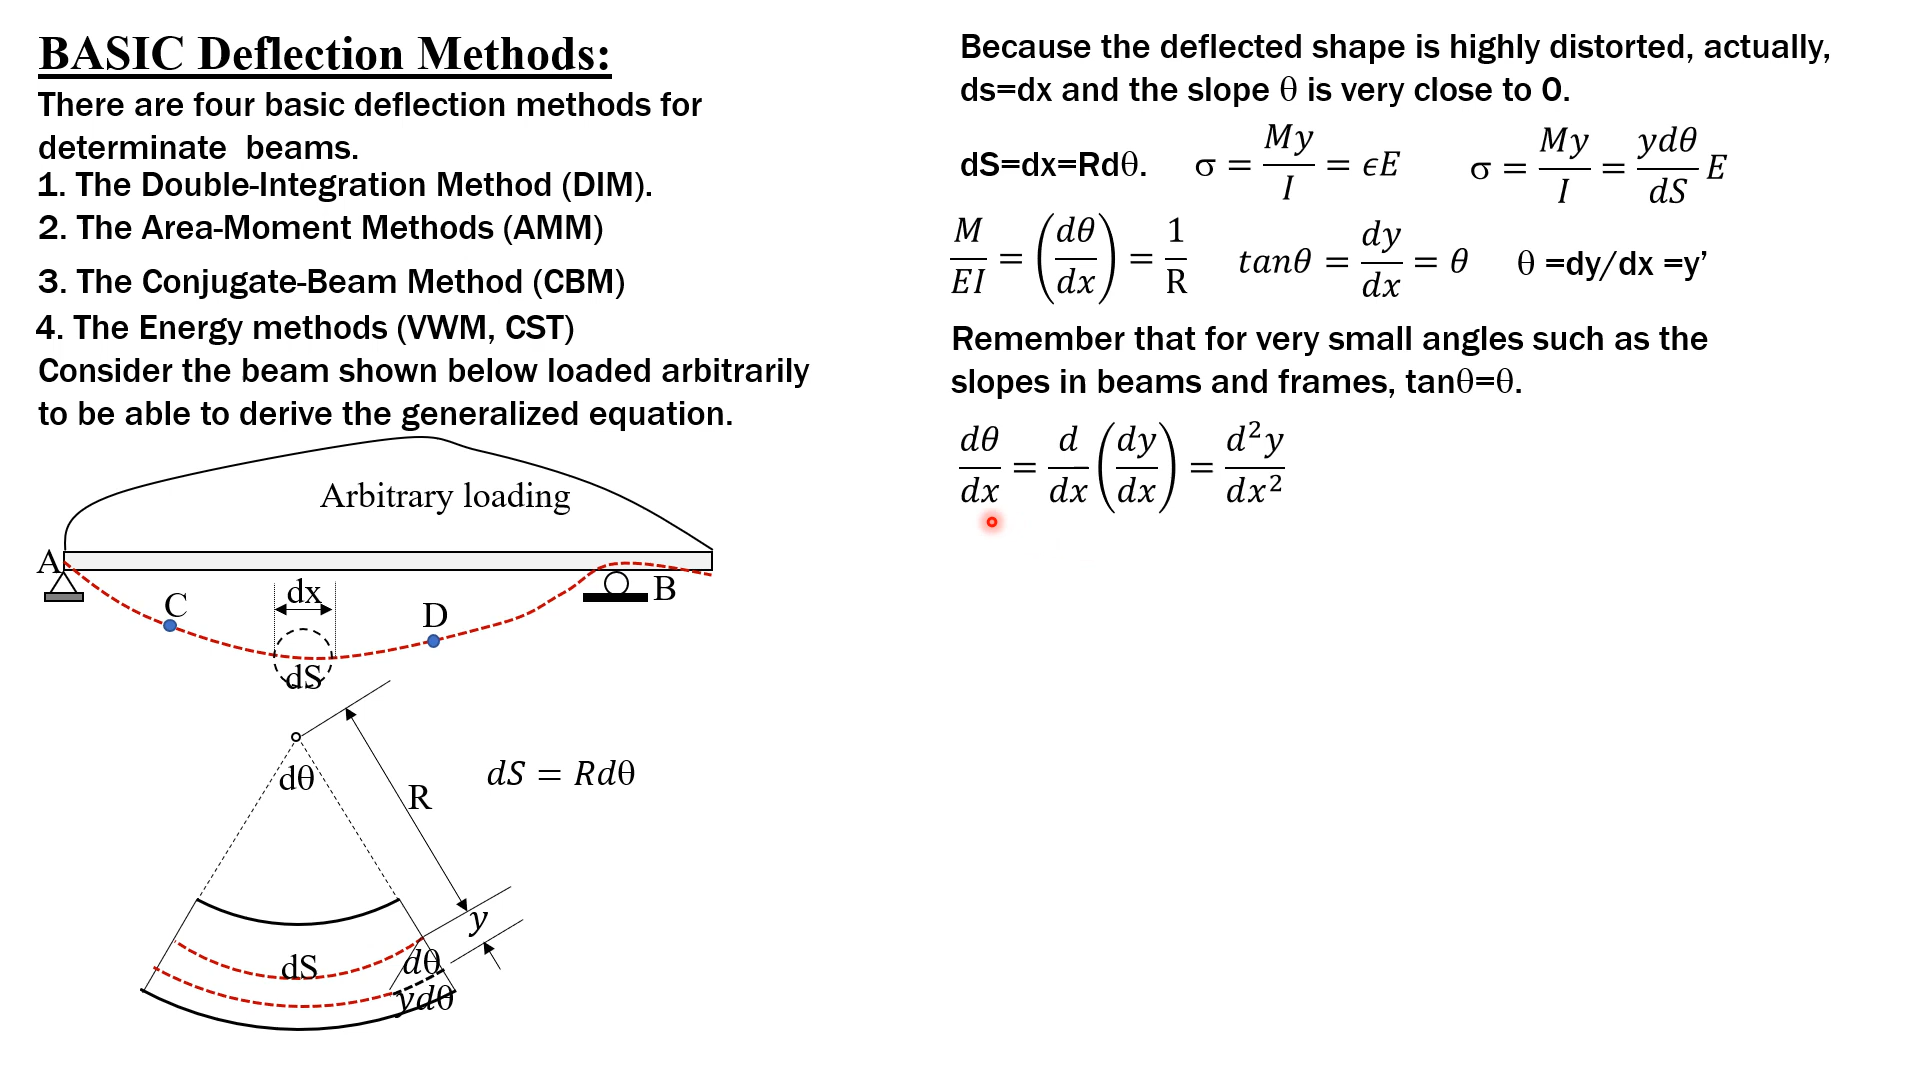 BASIC Deflection Methods:
There are four basic deflection methods for
determinate  beams.
1. The Double-Integration Method (DIM).
2. The Area-Moment Methods (AMM)
3. The Conjugate-Beam Method (CBM)
4. The Energy methods (VWM, CST)
Consider the beam shown below loaded arbitrarily
to be able to derive the generalized equation.
Arbitrary loading
A
B
C
dx
D
dS
dθ
R
dS = Rdθ
y
dS
dθ
ydθ
Because the deflected shape is highly distorted, actually,
ds=dx and the slope θ is very close to 0.
dS=dx=Rdθ. σ = My/I = ϵE σ = My/I = ydθ/dS E
M/EI = (dθ/dx) = 1/R tanθ = dy/dx = θ θ =dy/dx =y’
Remember that for very small angles such as the
slopes in beams and frames, tanθ=θ.
dθ/dx = d/dx (dy/dx) = d²y/dx²